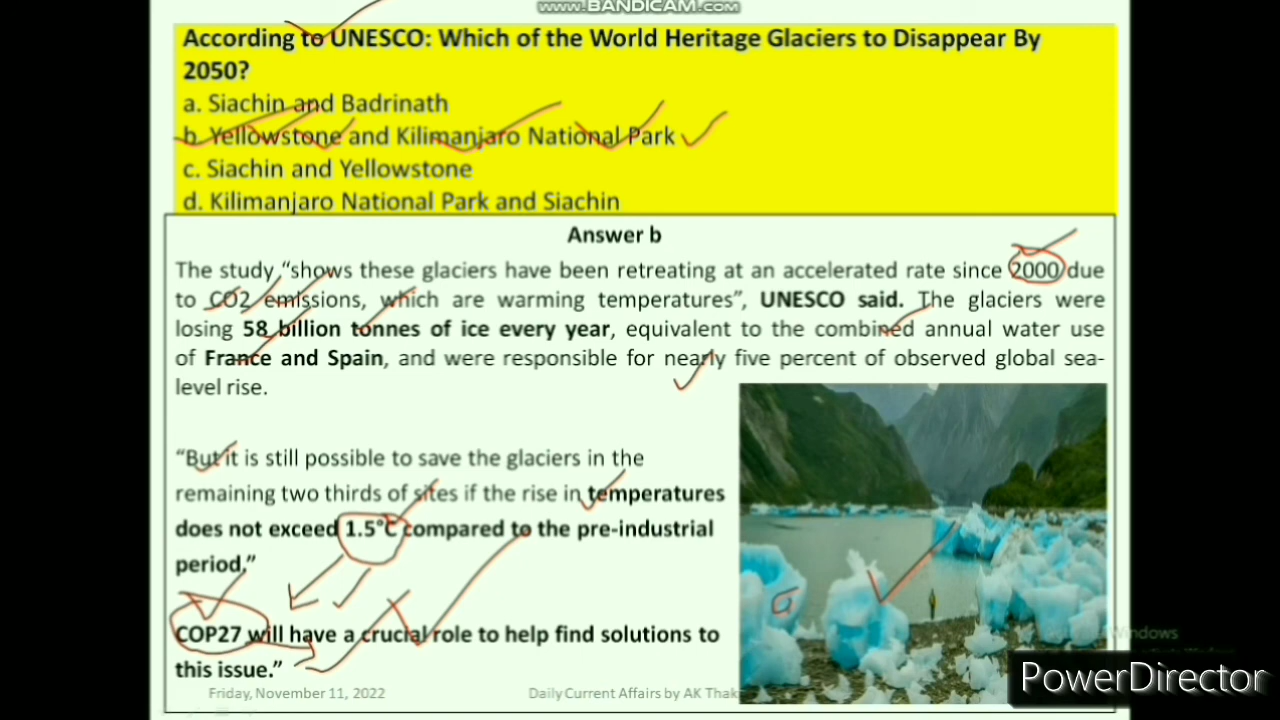 WWW.BANDICAM.COM
According to UNESCO: Which of the World Heritage Glaciers to Disappear By
2050?
a. Siachin and Badrinath
b. Yellowstone and Kilimanjaro National Park
c. Siachin and Yellowstone
d. Kilimanjaro National Park and Siachin
Answer b
The study "shows these glaciers have been retreating at an accelerated rate since 2000 due
to CO2 emissions, which are warming temperatures", UNESCO said. The glaciers were
losing 58 billion tonnes of ice every year, equivalent to the combined annual water use
of France and Spain, and were responsible for nearly five percent of observed global sea-
level rise.
"But it is still possible to save the glaciers in the
remaining two thirds of sites if the rise in temperatures
does not exceed 1.5°C compared to the pre-industrial
period,"
COP27 will have a crucial role to help find solutions to
this issue."
Friday, November 11, 2022
Daily Current Affairs by AK
PowerDirector